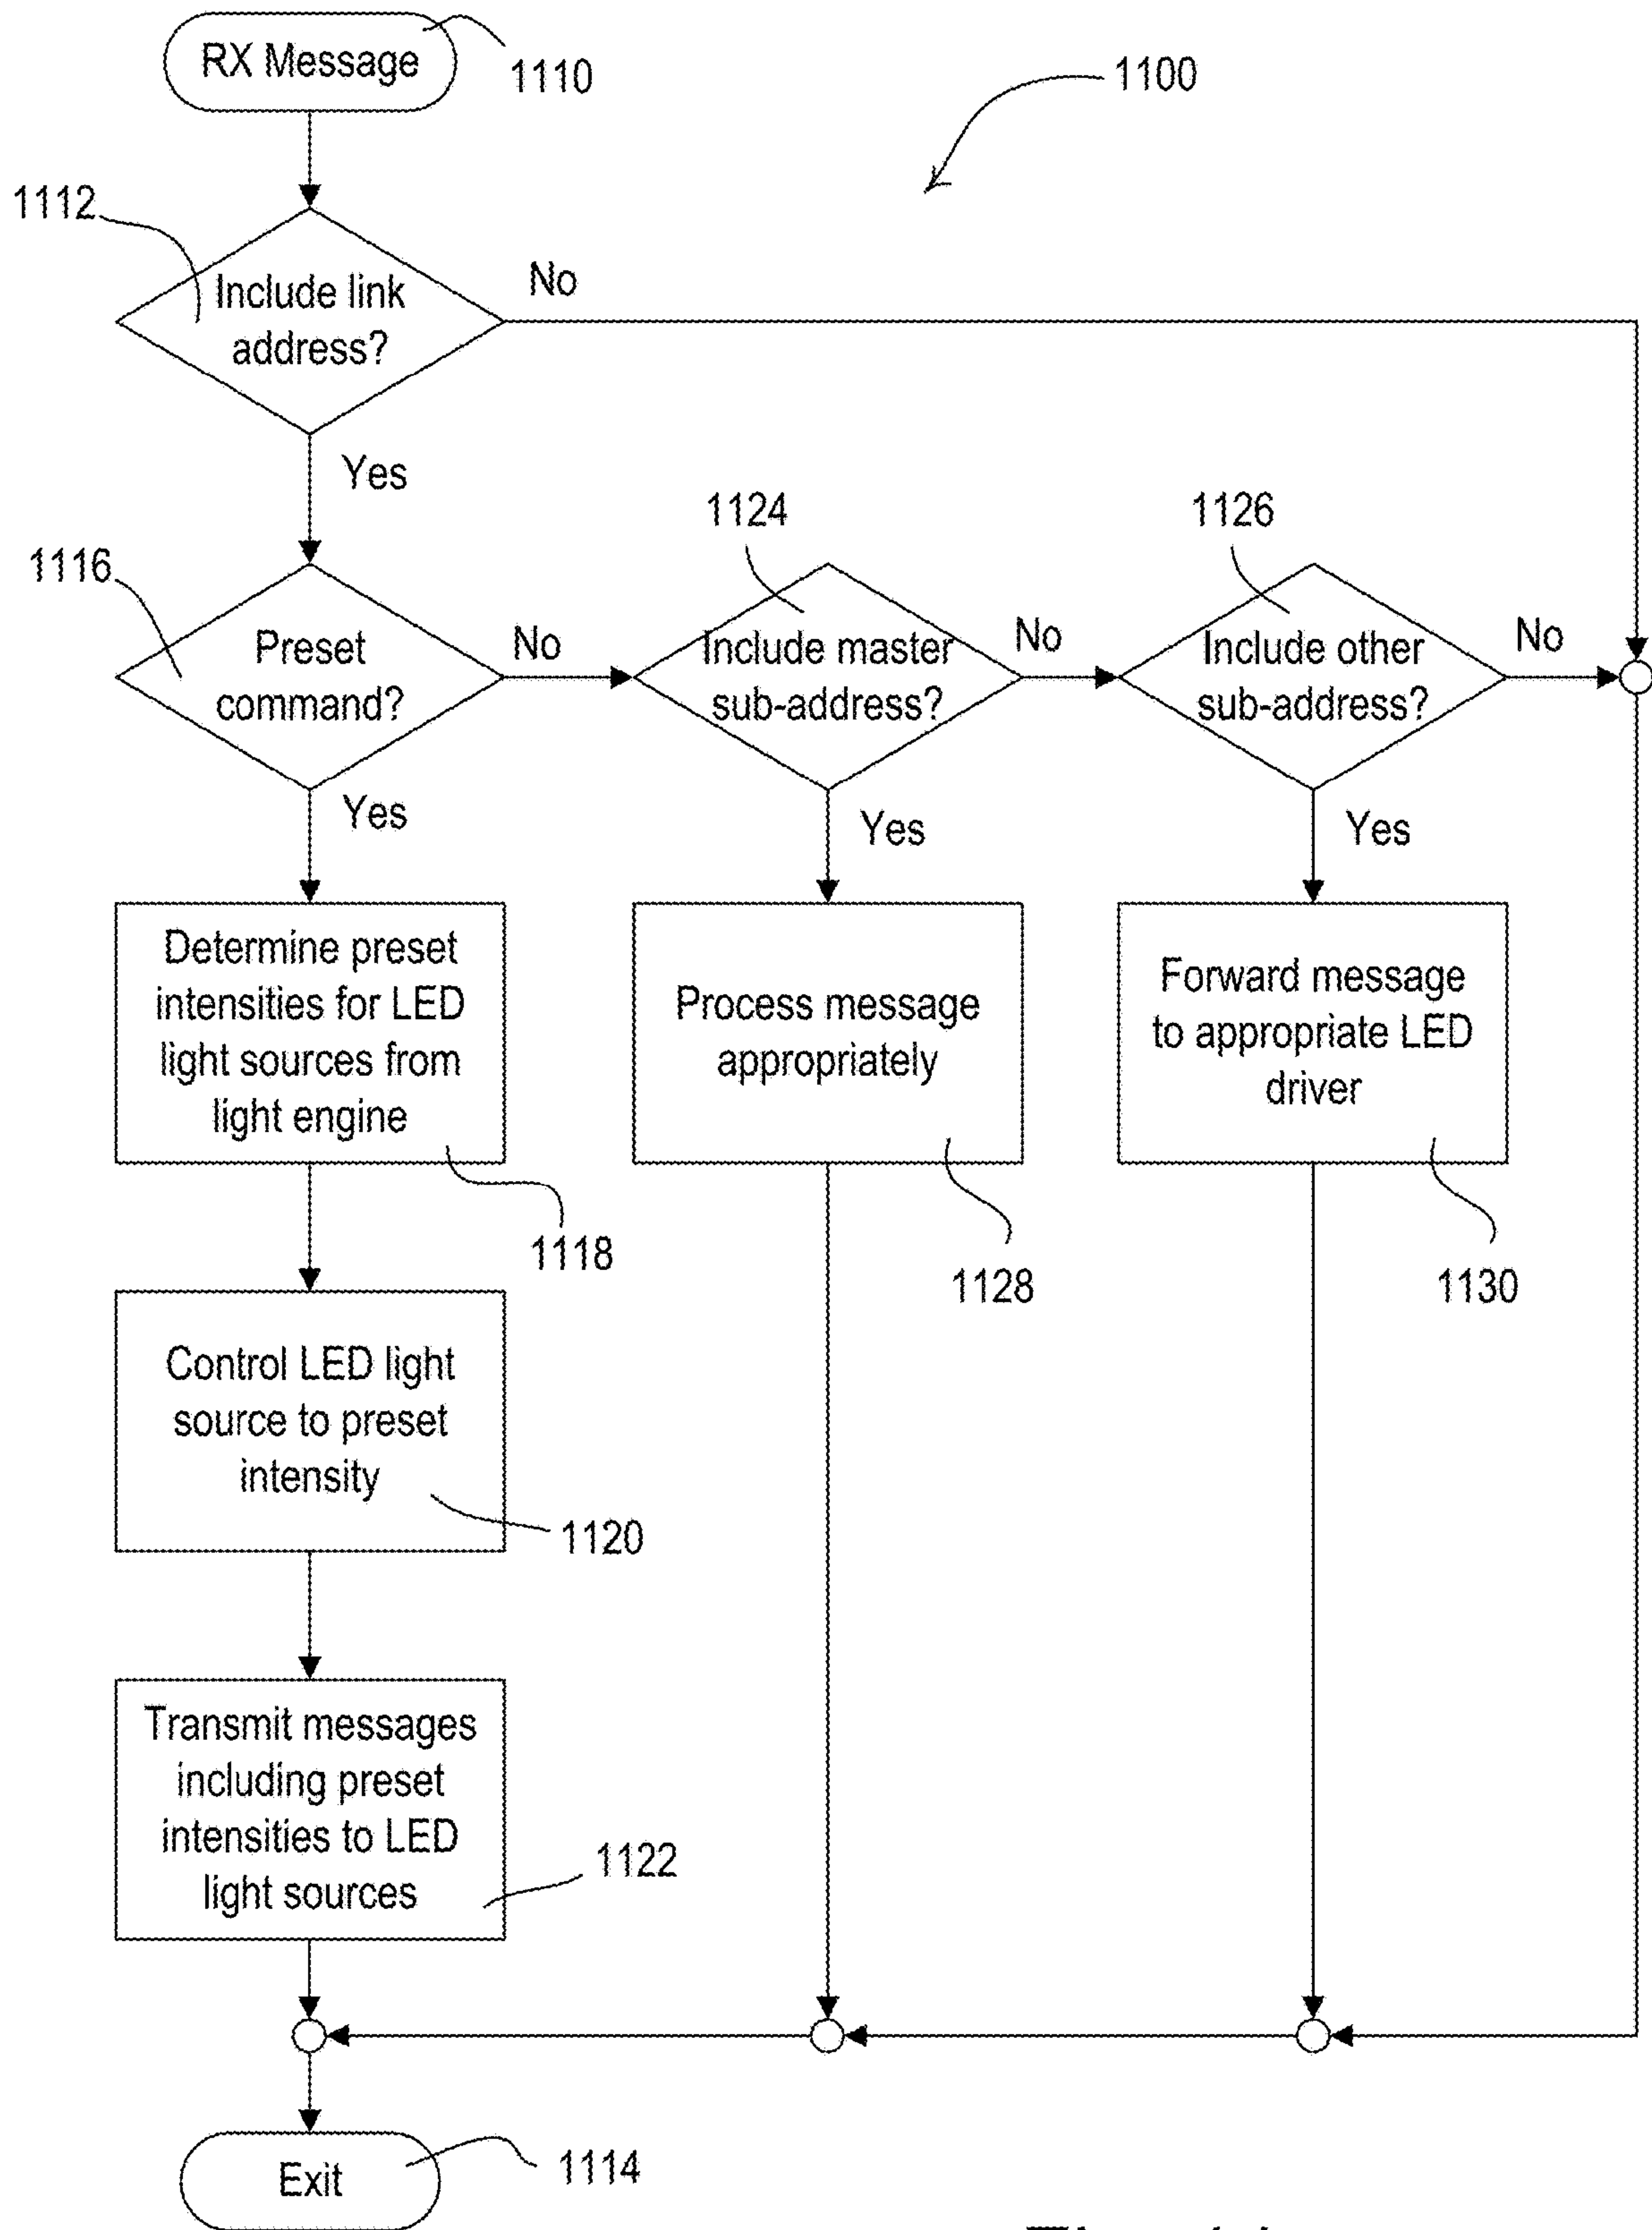 RX Message
1110
1100
1112
Include link
address?
No
Yes
1124
1126
1116
Preset
command?
No
Include master
sub-address?
No
Include other
sub-address?
No
Yes
Yes
Yes
Determine preset
intensities for LED
light sources from
light engine
Process message
appropriately
Forward message
to appropriate LED
driver
1118
1128
1130
Control LED light
source to preset
intensity
1120
Transmit messages
including preset
intensities to LED
light sources
1122
Exit
1114